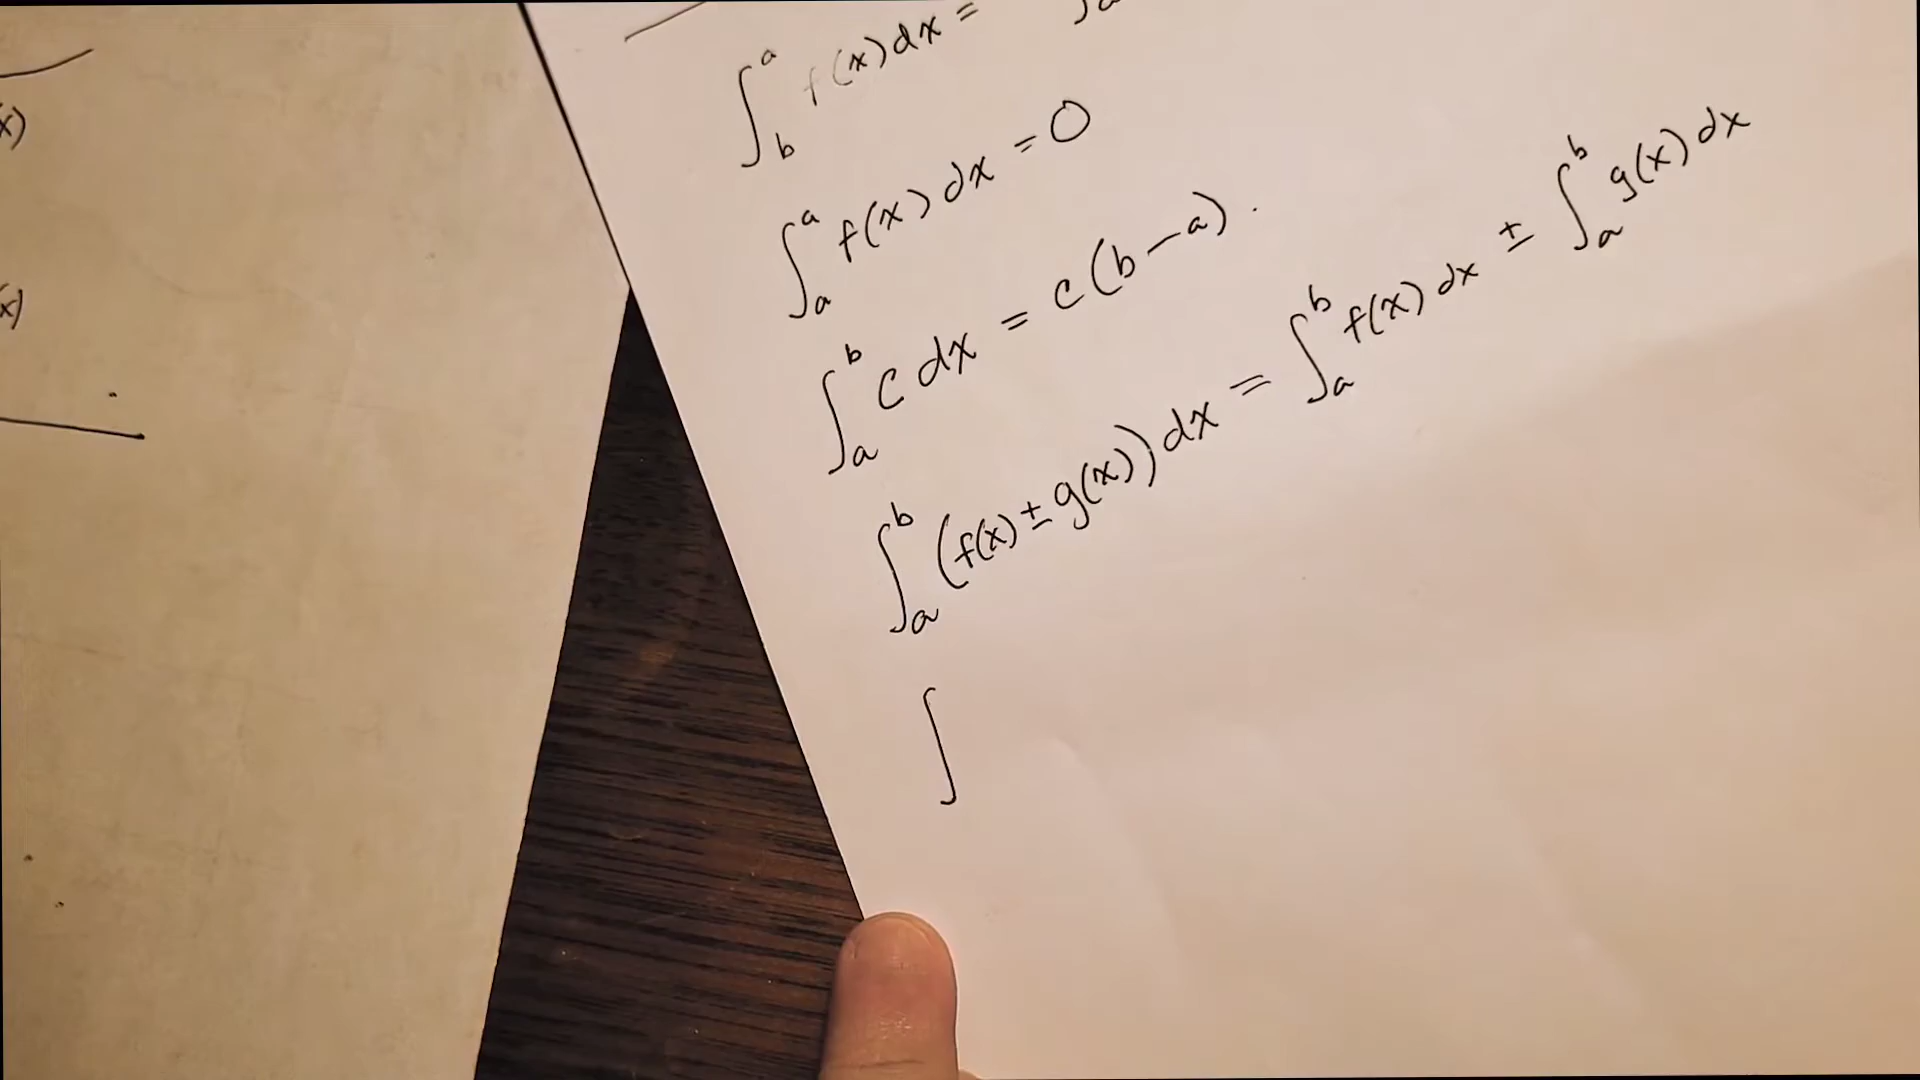 ∫_b^a f(x) dx =
∫_a^a f(x) dx = 0
∫_a^b c dx = c(b-a).
∫_a^b (f(x) ± g(x)) dx = ∫_a^b f(x) dx ± ∫_a^b g(x) dx
∫
x)
x)